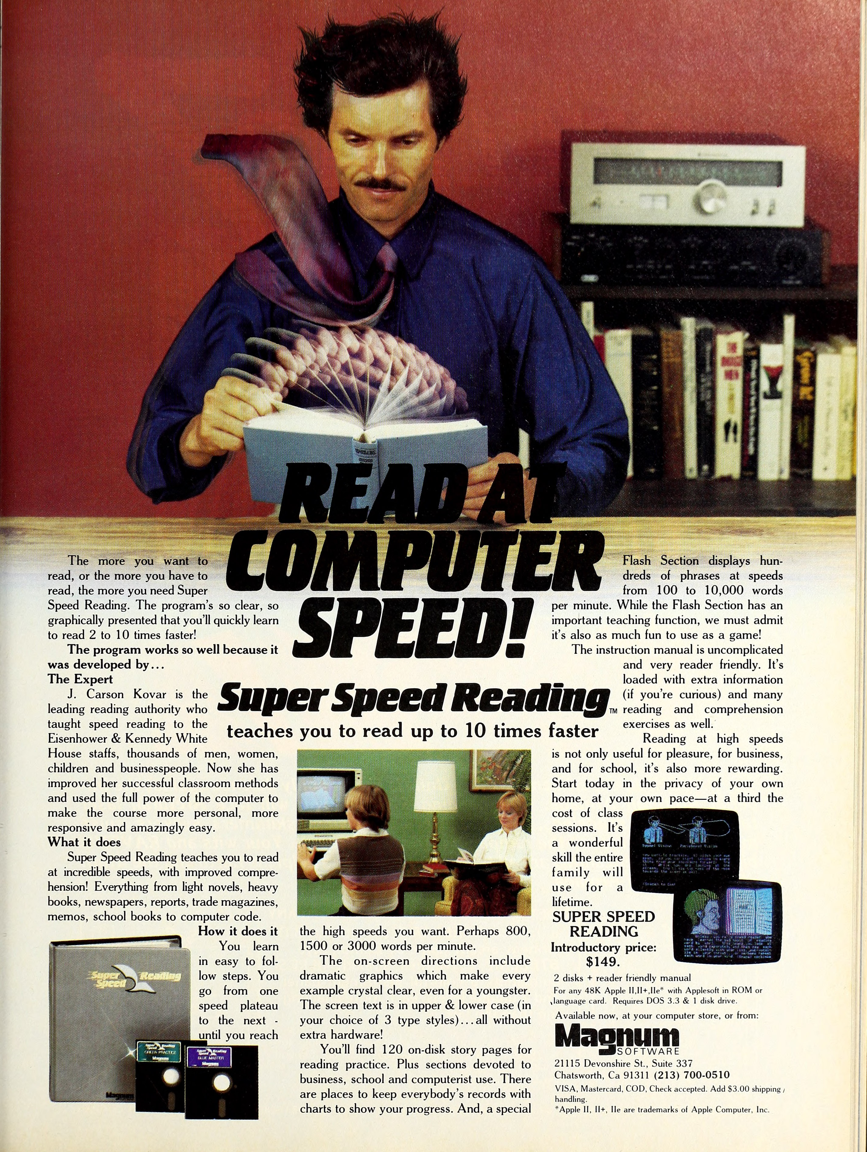 READ AT
COMPUTER
SPEED!
Super Speed Reading™
teaches you to read up to 10 times faster
The more you want to
read, or the more you have to
read, the more you need Super
Speed Reading. The program's so clear, so
graphically presented that you'll quickly learn
to read 2 to 10 times faster!
The program works so well because it
was developed by...
The Expert
J. Carson Kovar is the
leading reading authority who
taught speed reading to the
Eisenhower & Kennedy White
House staffs, thousands of men, women,
children and businesspeople. Now she has
improved her successful classroom methods
and used the full power of the computer to
make the course more personal, more
responsive and amazingly easy.
What it does
Super Speed Reading teaches you to read
at incredible speeds, with improved compre-
hension! Everything from light novels, heavy
books, newspapers, reports, trade magazines,
memos, school books to computer code.
How it does it
You learn
in easy to fol-
low steps. You
go from one
speed plateau
to the next -
until you reach
Super Speed Reading
Magnum
the high speeds you want. Perhaps 800,
1500 or 3000 words per minute.
The on-screen directions include
dramatic graphics which make every
example crystal clear, even for a youngster.
The screen text is in upper & lower case (in
your choice of 3 type styles)...all without
extra hardware!
You'll find 120 on-disk story pages for
reading practice. Plus sections devoted to
business, school and computerist use. There
are places to keep everybody's records with
charts to show your progress. And, a special
Flash Section displays hun-
dreds of phrases at speeds
from 100 to 10,000 words
per minute. While the Flash Section has an
important teaching function, we must admit
it's also as much fun to use as a game!
The instruction manual is uncomplicated
and very reader friendly. It's
loaded with extra information
(if you're curious) and many
reading and comprehension
exercises as well.
Reading at high speeds
is not only useful for pleasure, for business,
and for school, it's also more rewarding.
Start today in the privacy of your own
home, at your own pace—at a third the
cost of class
sessions. It's
a wonderful
skill the entire
family will
use for a
lifetime.
SUPER SPEED
READING
Introductory price:
$149.
2 disks + reader friendly manual
For any 48K Apple II,II+,IIe* with Applesoft in ROM or
language card. Requires DOS 3.3 & 1 disk drive.
Available now, at your computer store, or from:
Magnum
SOFTWARE
21115 Devonshire St., Suite 337
Chatsworth, Ca 91311 (213) 700-0510
VISA, Mastercard, COD, Check accepted. Add $3.00 shipping /
handling.
*Apple II, II+, IIe are trademarks of Apple Computer, Inc.